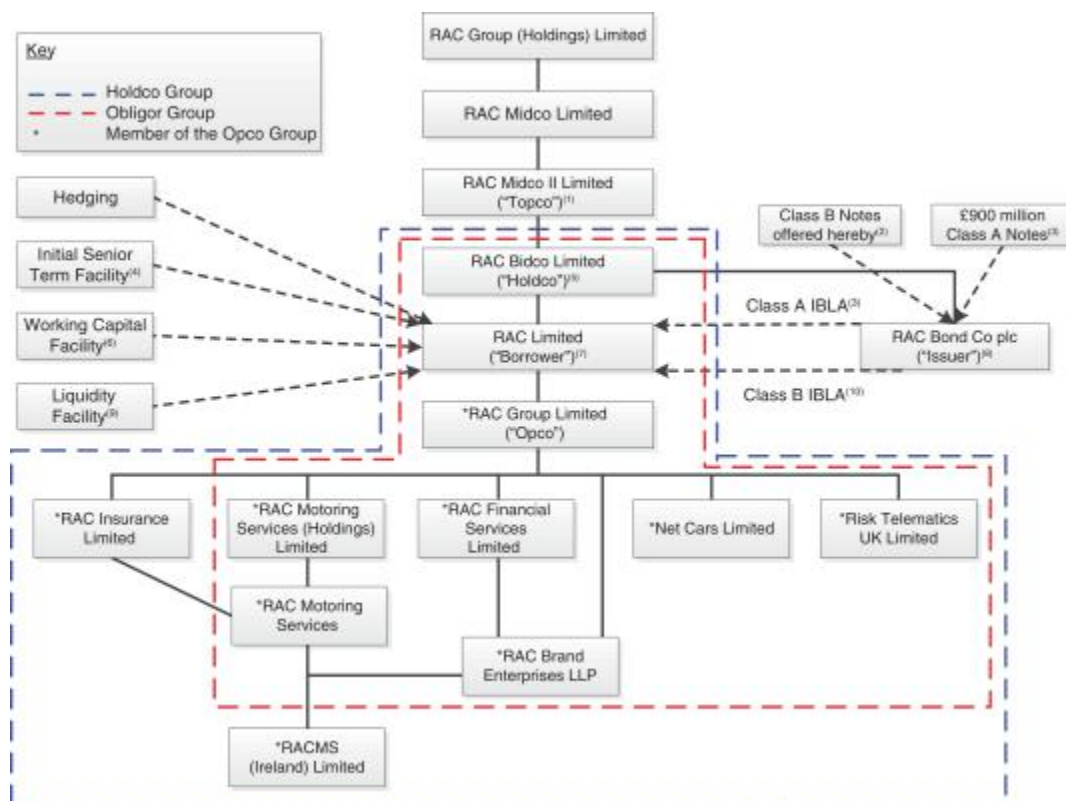 RAC Group (Holdings) Limited
Key
Holdco Group
Obligor Group
* Member of the Opco Group
RAC Midco Limited
RAC Midco II Limited
("Topco")(1)
Hedging
Initial Senior
Term Facility(4)
Working Capital
Facility(6)
Liquidity
Facility(9)
Class B Notes
offered hereby(2)
£900 million
Class A Notes(3)
RAC Bidco Limited
("Holdco")(5)
Class A IBLA(3)
RAC Limited
("Borrower")(7)
RAC Bond Co plc
("Issuer")(8)
Class B IBLA(10)
*RAC Group Limited
("Opco")
*RAC Insurance
Limited
*RAC Motoring
Services (Holdings)
Limited
*RAC Financial
Services
Limited
*Net Cars Limited
*Risk Telematics
UK Limited
*RAC Motoring
Services
*RAC Brand
Enterprises LLP
*RACMS
(Ireland) Limited